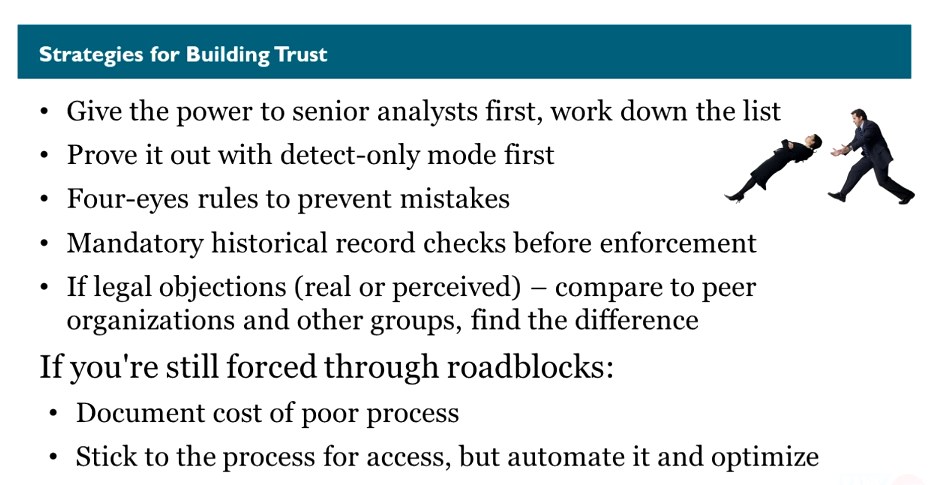 Strategies for Building Trust
• Give the power to senior analysts first, work down the list
• Prove it out with detect-only mode first
• Four-eyes rules to prevent mistakes
• Mandatory historical record checks before enforcement
• If legal objections (real or perceived) – compare to peer
organizations and other groups, find the difference
If you're still forced through roadblocks:
• Document cost of poor process
• Stick to the process for access, but automate it and optimize